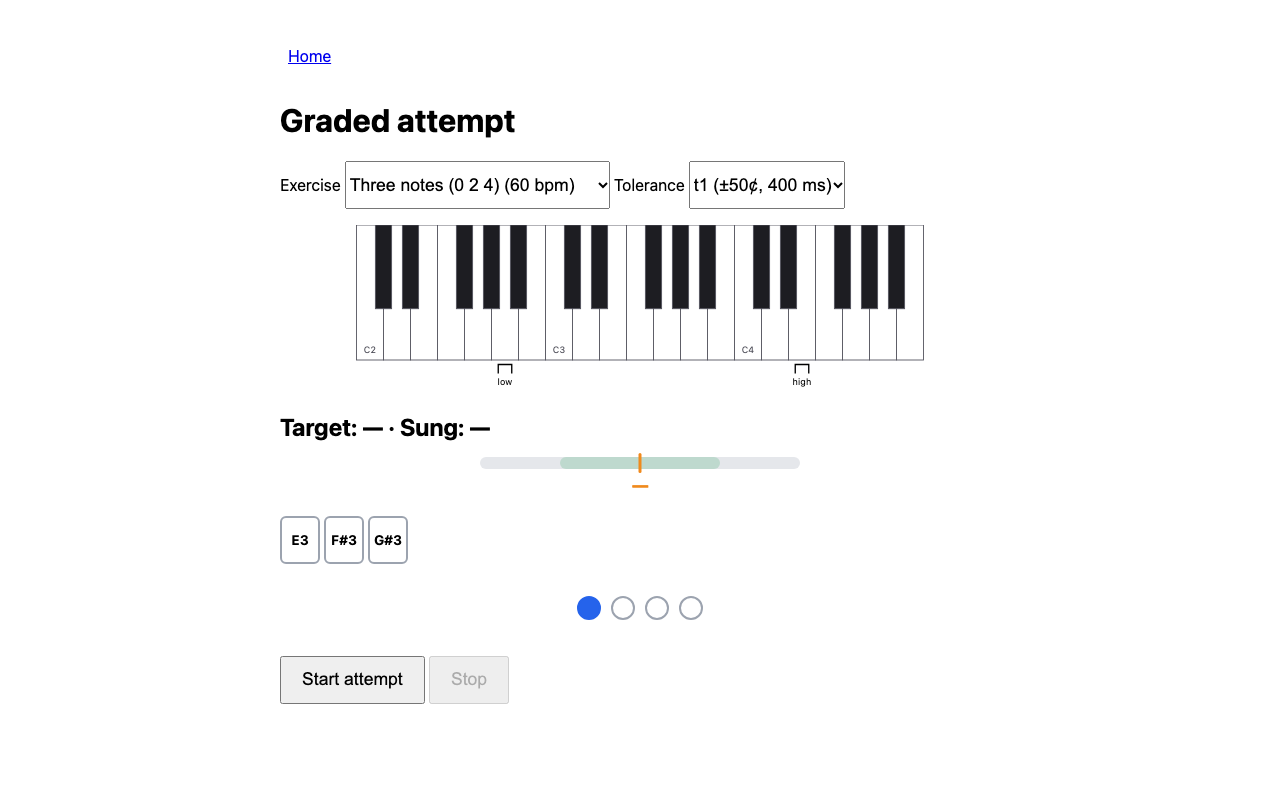 Home
Graded attempt
Exercise Three notes (0 2 4) (60 bpm) Tolerance t1 (±50¢, 400 ms)
C2 C3 C4
low high
Target: — · Sung: —
—
E3 F#3 G#3
Start attempt Stop